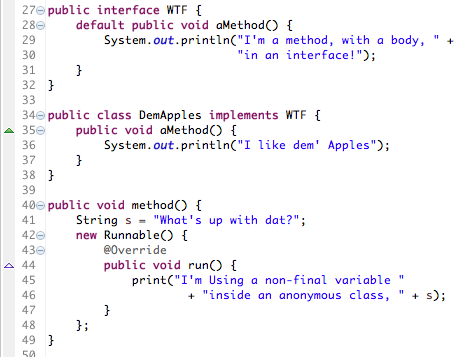 27 public interface WTF {
28     default public void aMethod() {
29         System.out.println("I'm a method, with a body, " +
30                            "in an interface!");
31     }
32 }
33
34 public class DemApples implements WTF {
35     public void aMethod() {
36         System.out.println("I like dem' Apples");
37     }
38 }
39
40 public void method() {
41     String s = "What's up with dat?";
42     new Runnable() {
43         @Override
44         public void run() {
45             print("I'm Using a non-final variable "
46                     + "inside an anonymous class, " + s);
47         }
48     };
49 }
50